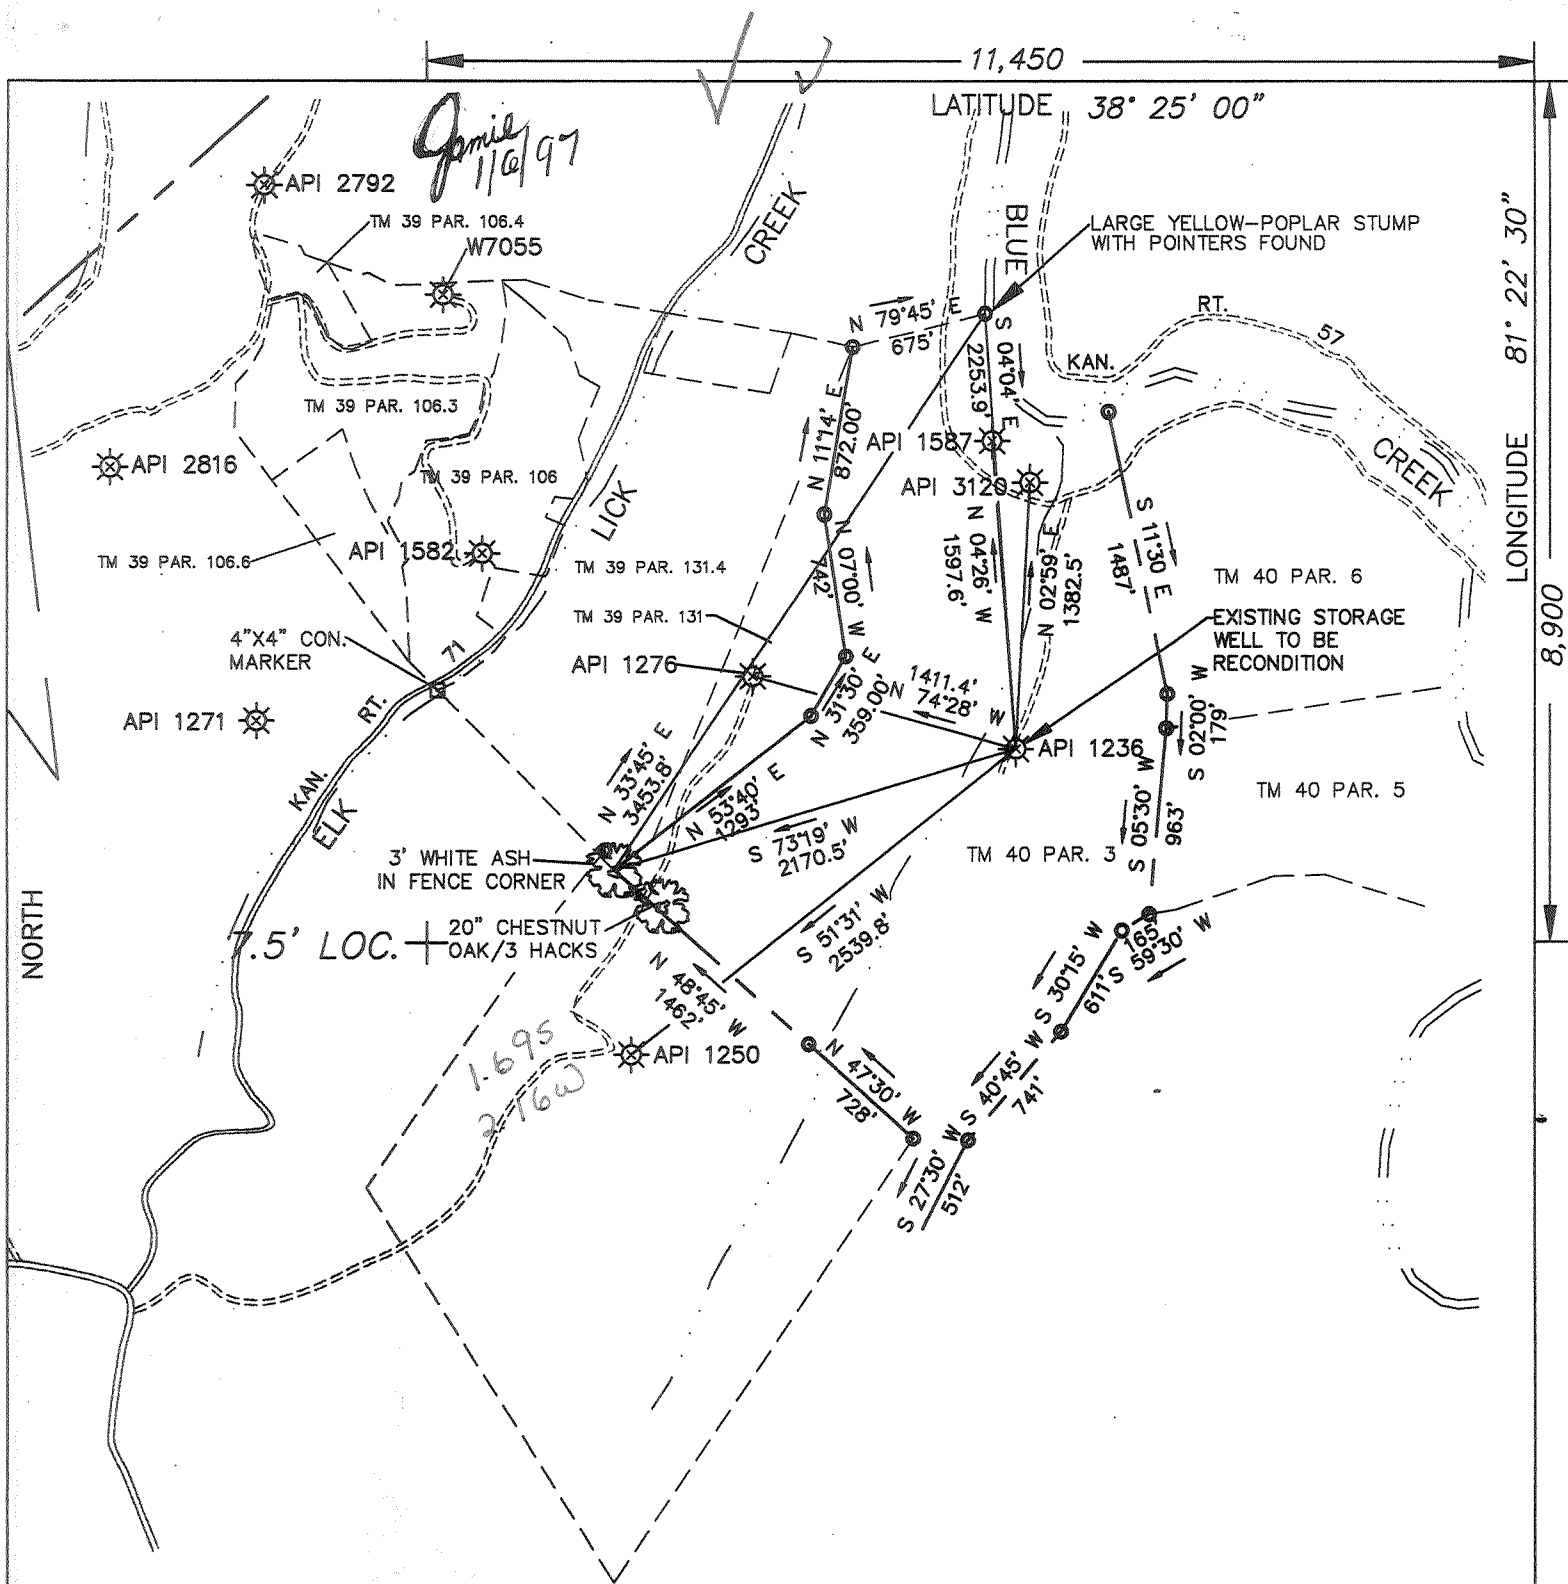 11,450
LATITUDE 38° 25' 00"
Jamie
1/6/97
API 2792
TM 39 PAR. 106.4
W7055
CREEK
BLUE
LARGE YELLOW-POPLAR STUMP
WITH POINTERS FOUND
LONGITUDE 81° 22' 30"
8,900
N 79°45' E
675'
S 04°04' E
2253.9'
RT.
57
KAN.
TM 39 PAR. 106.3
N 11°14' E
872.00'
API 1587
API 2816
TM 39 PAR. 106
API 3120
CREEK
LICK
S 11°30 E
1487'
API 1582
TM 39 PAR. 106.6
TM 39 PAR. 131.4
N 07°00' W
742'
N 04°26' W
1597.6'
N 02°59' E
1382.5'
TM 40 PAR. 6
TM 39 PAR. 131
EXISTING STORAGE
WELL TO BE
RECONDITION
4"X4" CON.
MARKER
71
RT.
KAN.
API 1276
N 31°30' E
359.00'
1411.4'
N 74°28' W
API 1271
API 1236
S 02°00' W
179'
N 33°45' E
3453.8'
N 53°40' E
1293'
S 73°19' W
2170.5'
S 05°30' W
963'
TM 40 PAR. 5
ELK
3' WHITE ASH
IN FENCE CORNER
TM 40 PAR. 3
NORTH
7.5' LOC.
20" CHESTNUT
OAK/3 HACKS
S 51°31' W
2539.8'
165'
S 59°30' W
S 30°15' W
611'
N 48°45' W
1462'
API 1250
1.69S
2.16W
N 47°30' W
728'
S 40°45' W
741'
S 27°30' W
512'